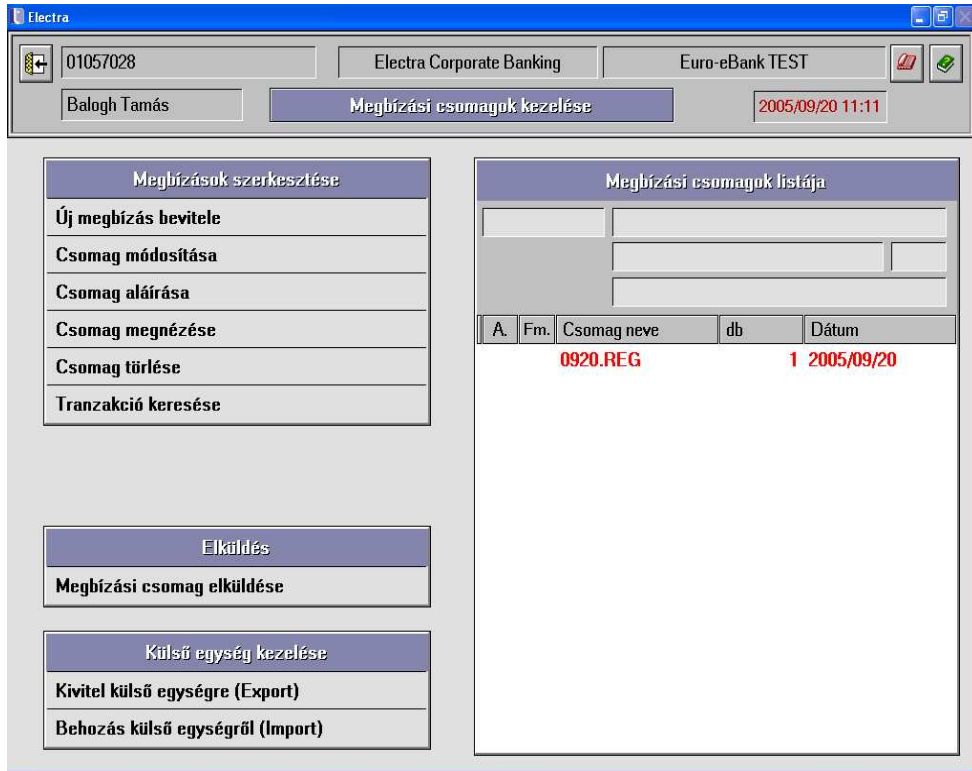 Electra
01057028 Electra Corporate Banking Euro-eBank TEST
Balogh Tamás Megbízási csomagok kezelése 2005/09/20 11:11
Megbízások szerkesztése
Új megbízás bevitele
Csomag módosítása
Csomag aláírása
Csomag megnézése
Csomag törlése
Tranzakció keresése
Elküldés
Megbízási csomag elküldése
Külső egység kezelése
Kivitel külső egységre (Export)
Behozás külső egységről (Import)
Megbízási csomagok listája
A. Fm. Csomag neve db Dátum
0920.REG 1 2005/09/20